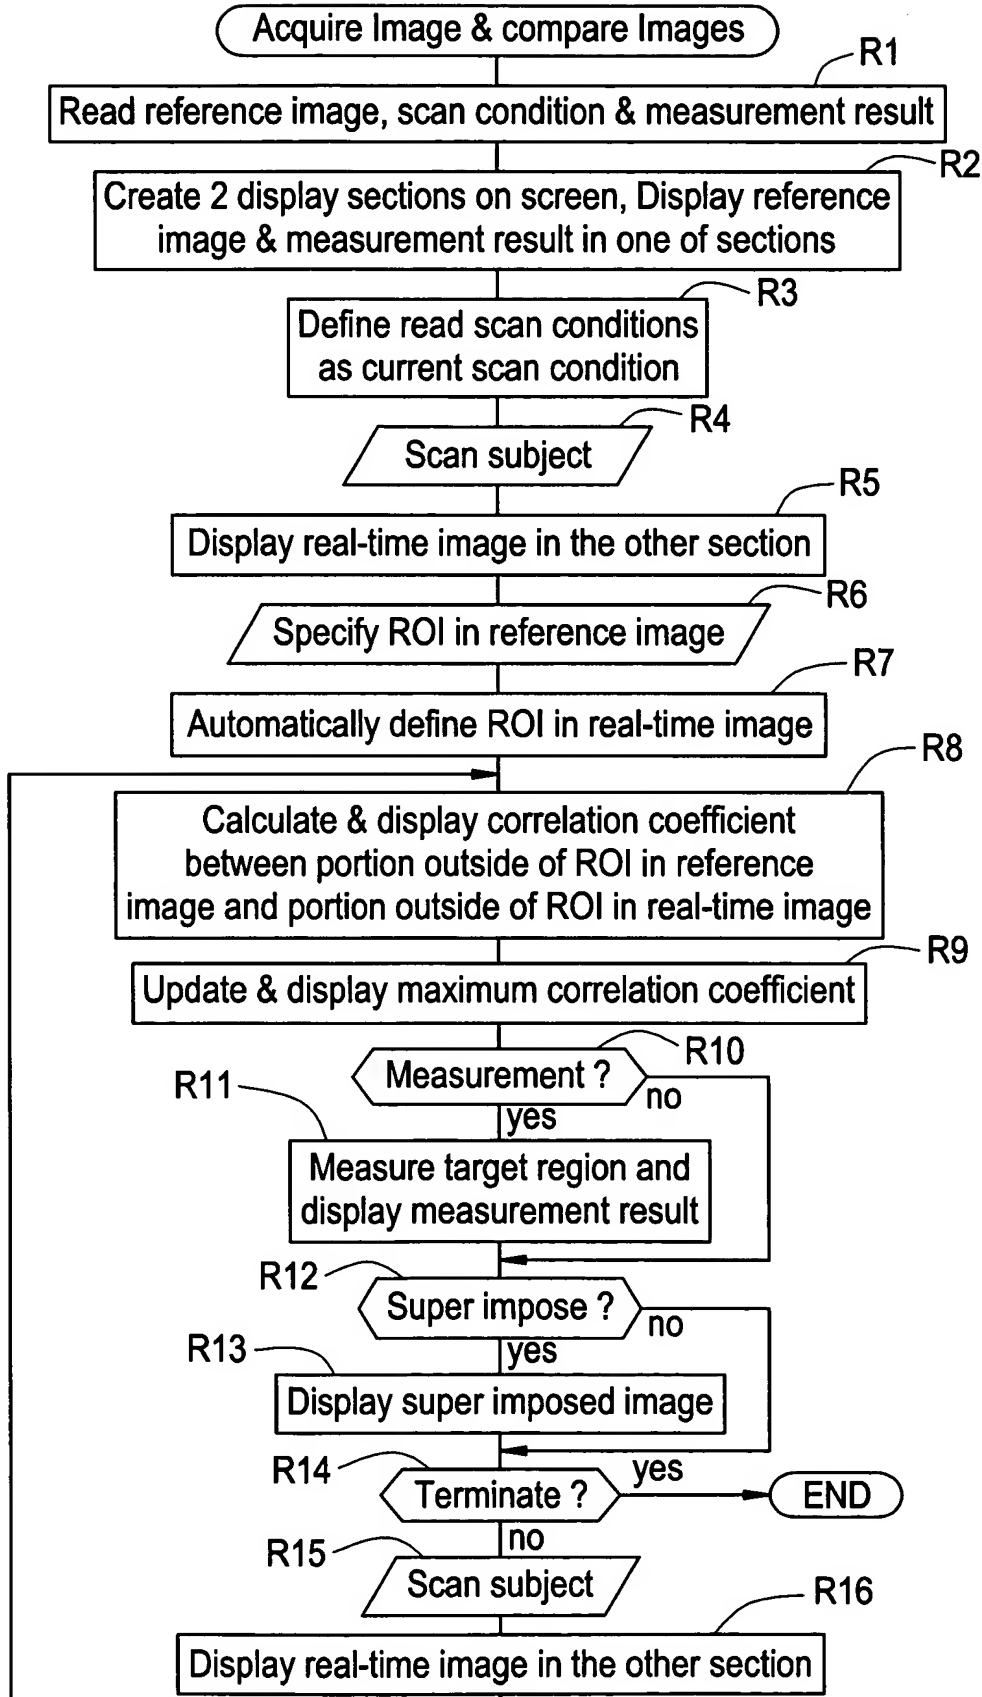 Acquire Image & compare Images
R1
Read reference image, scan condition & measurement result
R2
Create 2 display sections on screen, Display reference
image & measurement result in one of sections
R3
Define read scan conditions
as current scan condition
R4
Scan subject
R5
Display real-time image in the other section
R6
Specify ROI in reference image
R7
Automatically define ROI in real-time image
R8
Calculate & display correlation coefficient
between portion outside of ROI in reference
image and portion outside of ROI in real-time image
R9
Update & display maximum correlation coefficient
R10
Measurement ?
no
yes
R11
Measure target region and
display measurement result
R12
Super impose ?
no
yes
R13
Display super imposed image
R14
Terminate ?
yes
END
no
R15
Scan subject
R16
Display real-time image in the other section